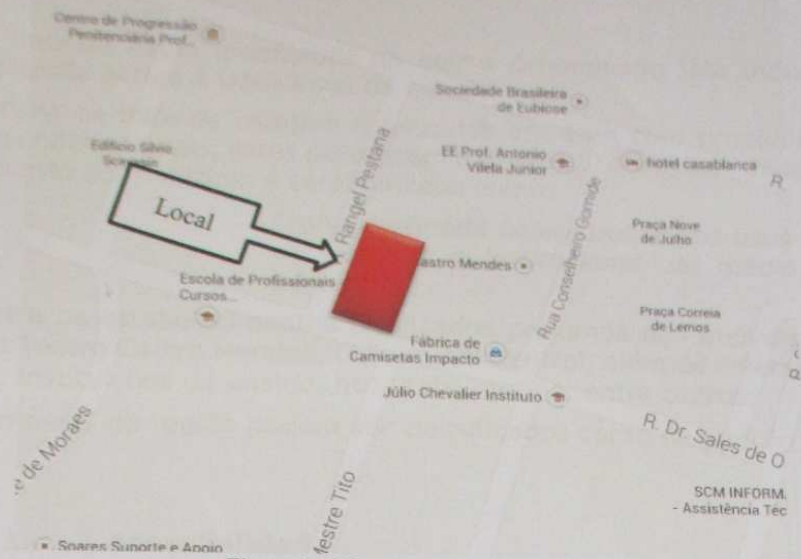 Centro de Progressão
Penitenciária Prof...
Sociedade Brasileira
de Eubiose
Edifício Silvio
EE Prof. Antonio
Vilela Junior
hotel casablanca
R.
Rangel Pestana
Local
Praça Nove
de Julho
astro Mendes
Rua Conselheiro Gomide
Escola de Profissionais
Cursos...
Praça Correia
de Lemos
Fábrica de
Camisetas Impacto
Júlio Chevalier Instituto
R. Dr. Sales de O
e de Moraes
Mestre Tito
SCM INFORM.
- Assistência Téc
Soares Suporte e Apoio